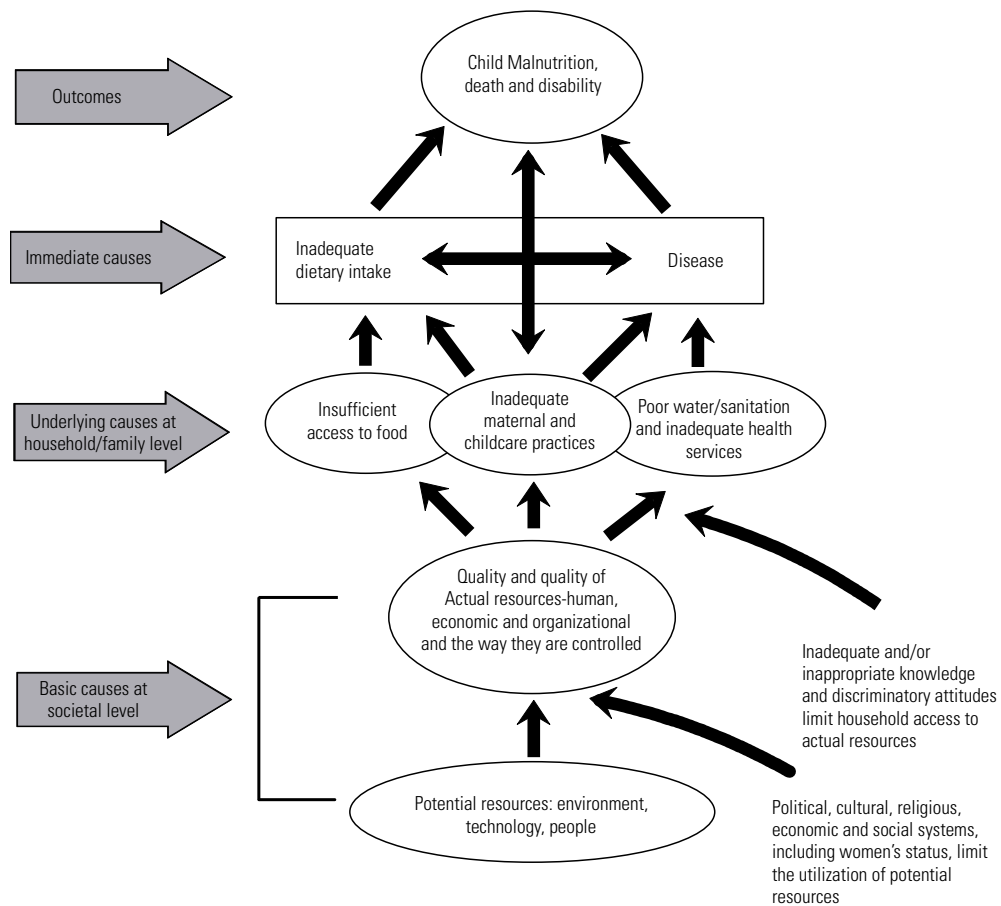 Outcomes
Child Malnutrition,
death and disability
Immediate causes
Inadequate
dietary intake
Disease
Underlying causes at
household/family level
Insufficient
access to food
Inadequate
maternal and
childcare practices
Poor water/sanitation
and inadequate health
services
Basic causes at
societal level
Quality and quality of
Actual resources-human,
economic and organizational
and the way they are controlled
Inadequate and/or
inappropriate knowledge
and discriminatory attitudes
limit household access to
actual resources
Potential resources: environment,
technology, people
Political, cultural, religious,
economic and social systems,
including women's status, limit
the utilization of potential
resources